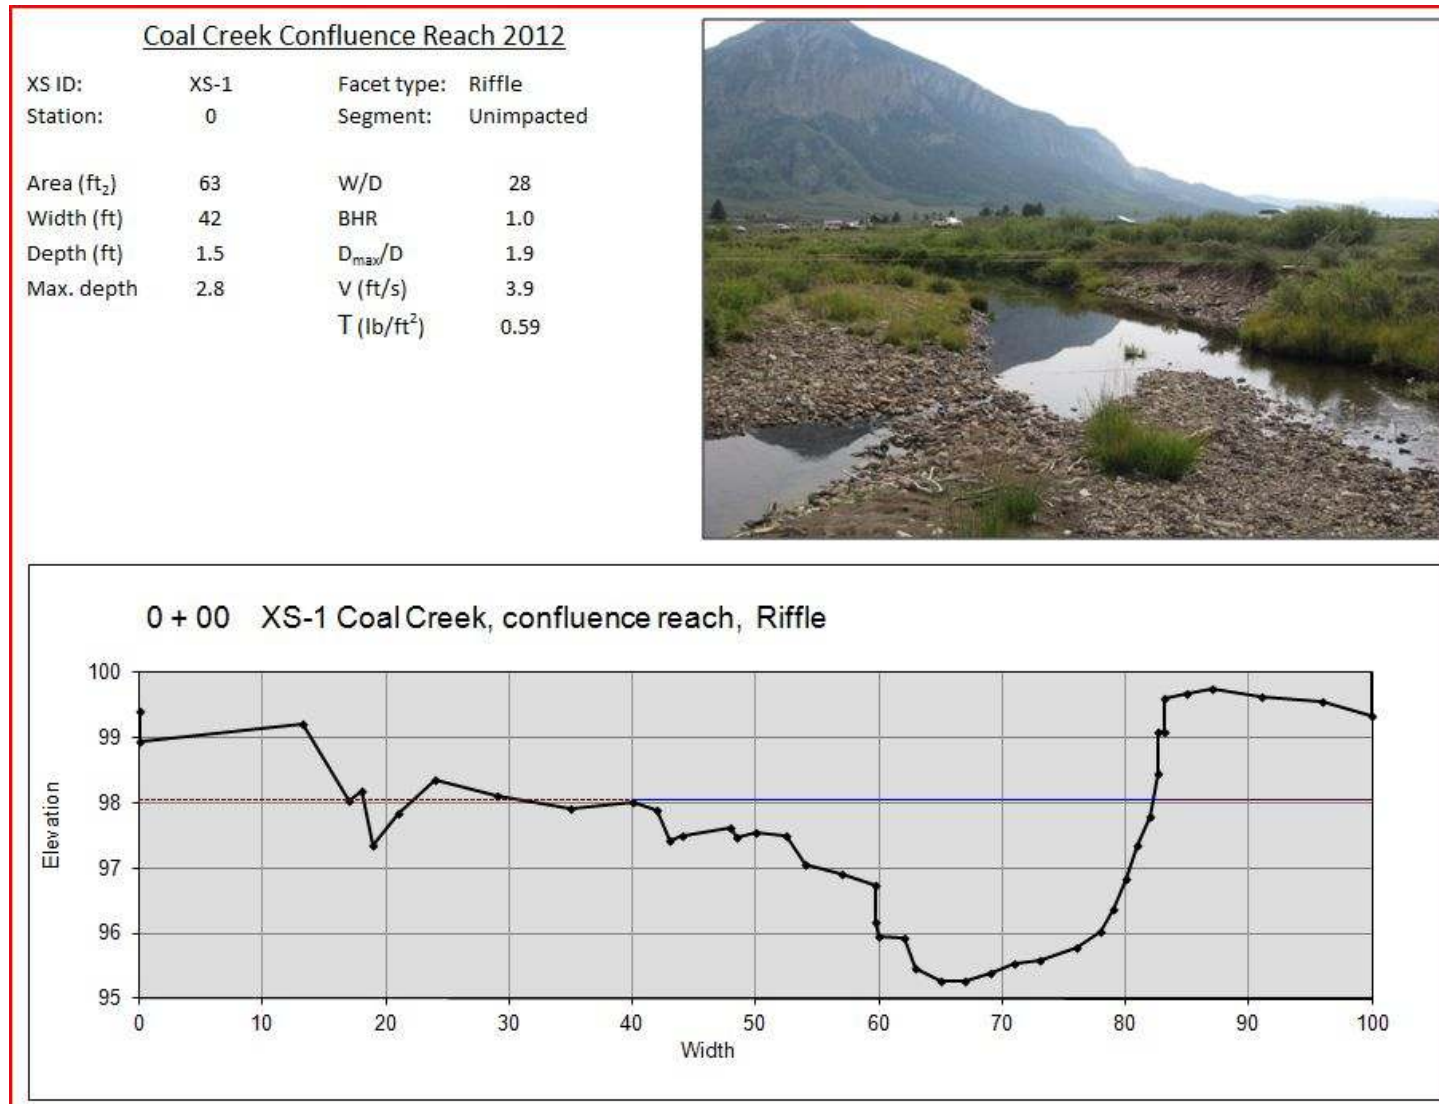 Coal Creek Confluence Reach 2012
XS ID: XS-1 Facet type: Riffle
Station: 0 Segment: Unimpacted
Area (ft₂) 63 W/D 28
Width (ft) 42 BHR 1.0
Depth (ft) 1.5 Dmax/D 1.9
Max. depth 2.8 V (ft/s) 3.9
T (lb/ft²) 0.59
0 + 00 XS-1 Coal Creek, confluence reach, Riffle
100
99
98
97
96
95
Elevation
0 10 20 30 40 50 60 70 80 90 100
Width